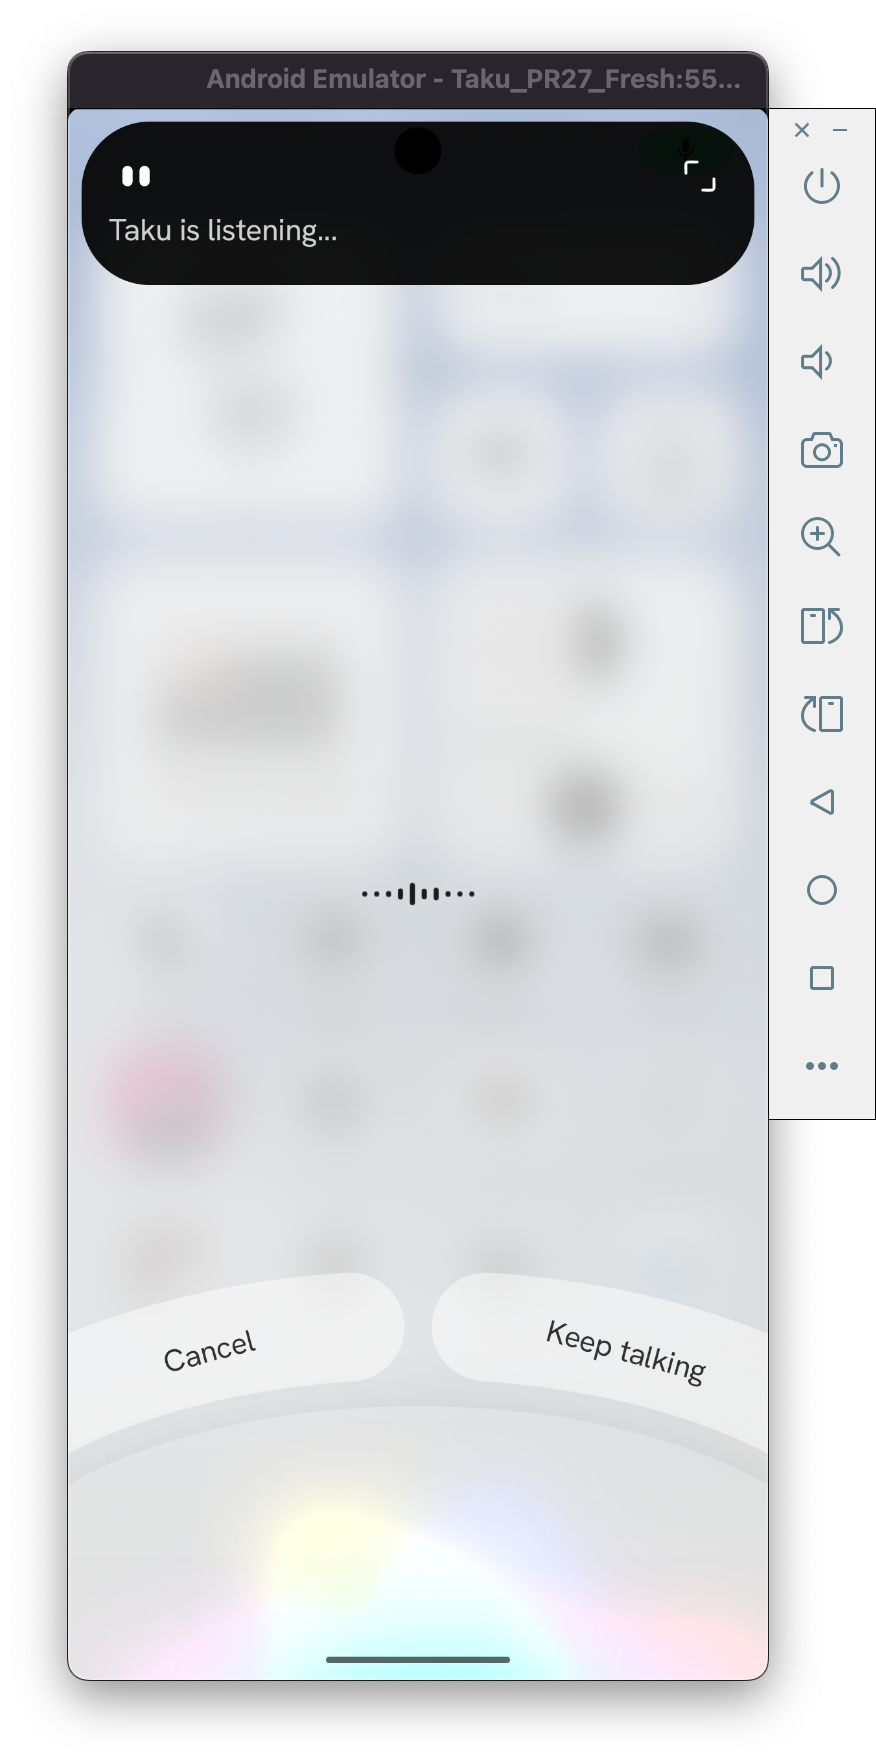 Android Emulator - Taku_PR27_Fresh:55...
Taku is listening...
Cancel
Keep talking